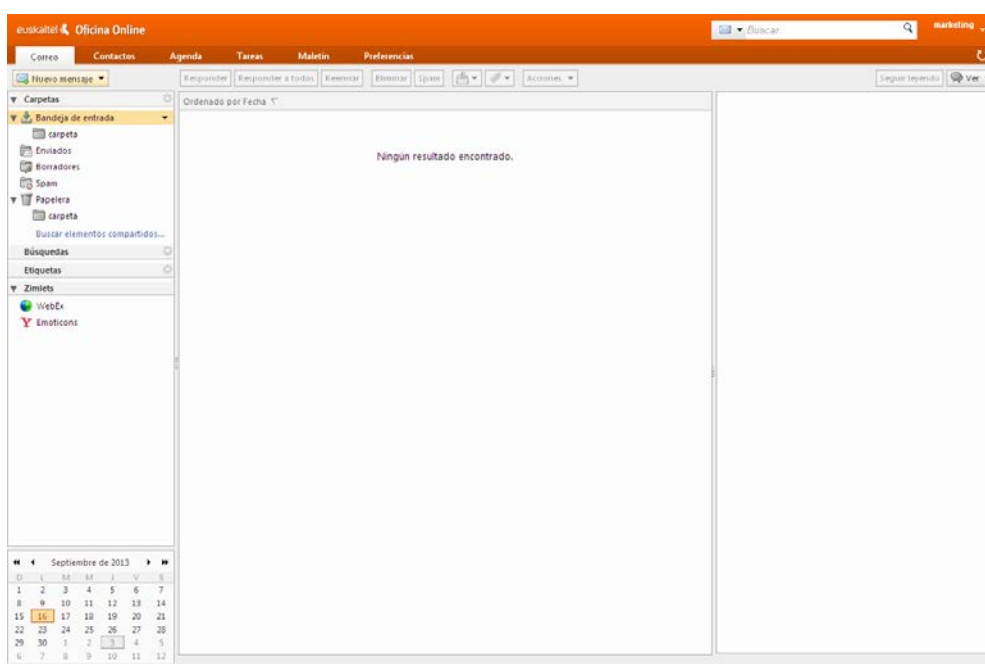 euskaltel Oficina Online
Buscar
marketing
Correo Contactos Agenda Tareas Maletín Preferencias
Nuevo mensaje Responder Responder a todos Reenviar Eliminar Spam Acciones Seguir leyendo Ver
Carpetas
Ordenado por Fecha
Bandeja de entrada
carpeta
Enviados
Ningún resultado encontrado.
Borradores
Spam
Papelera
carpeta
Buscar elementos compartidos...
Búsquedas
Etiquetas
Zimlets
WebEx
Emoticons
Septiembre de 2013
D L M M J V S
1 2 3 4 5 6 7
8 9 10 11 12 13 14
15 16 17 18 19 20 21
22 23 24 25 26 27 28
29 30 1 2 3 4 5
6 7 8 9 10 11 12